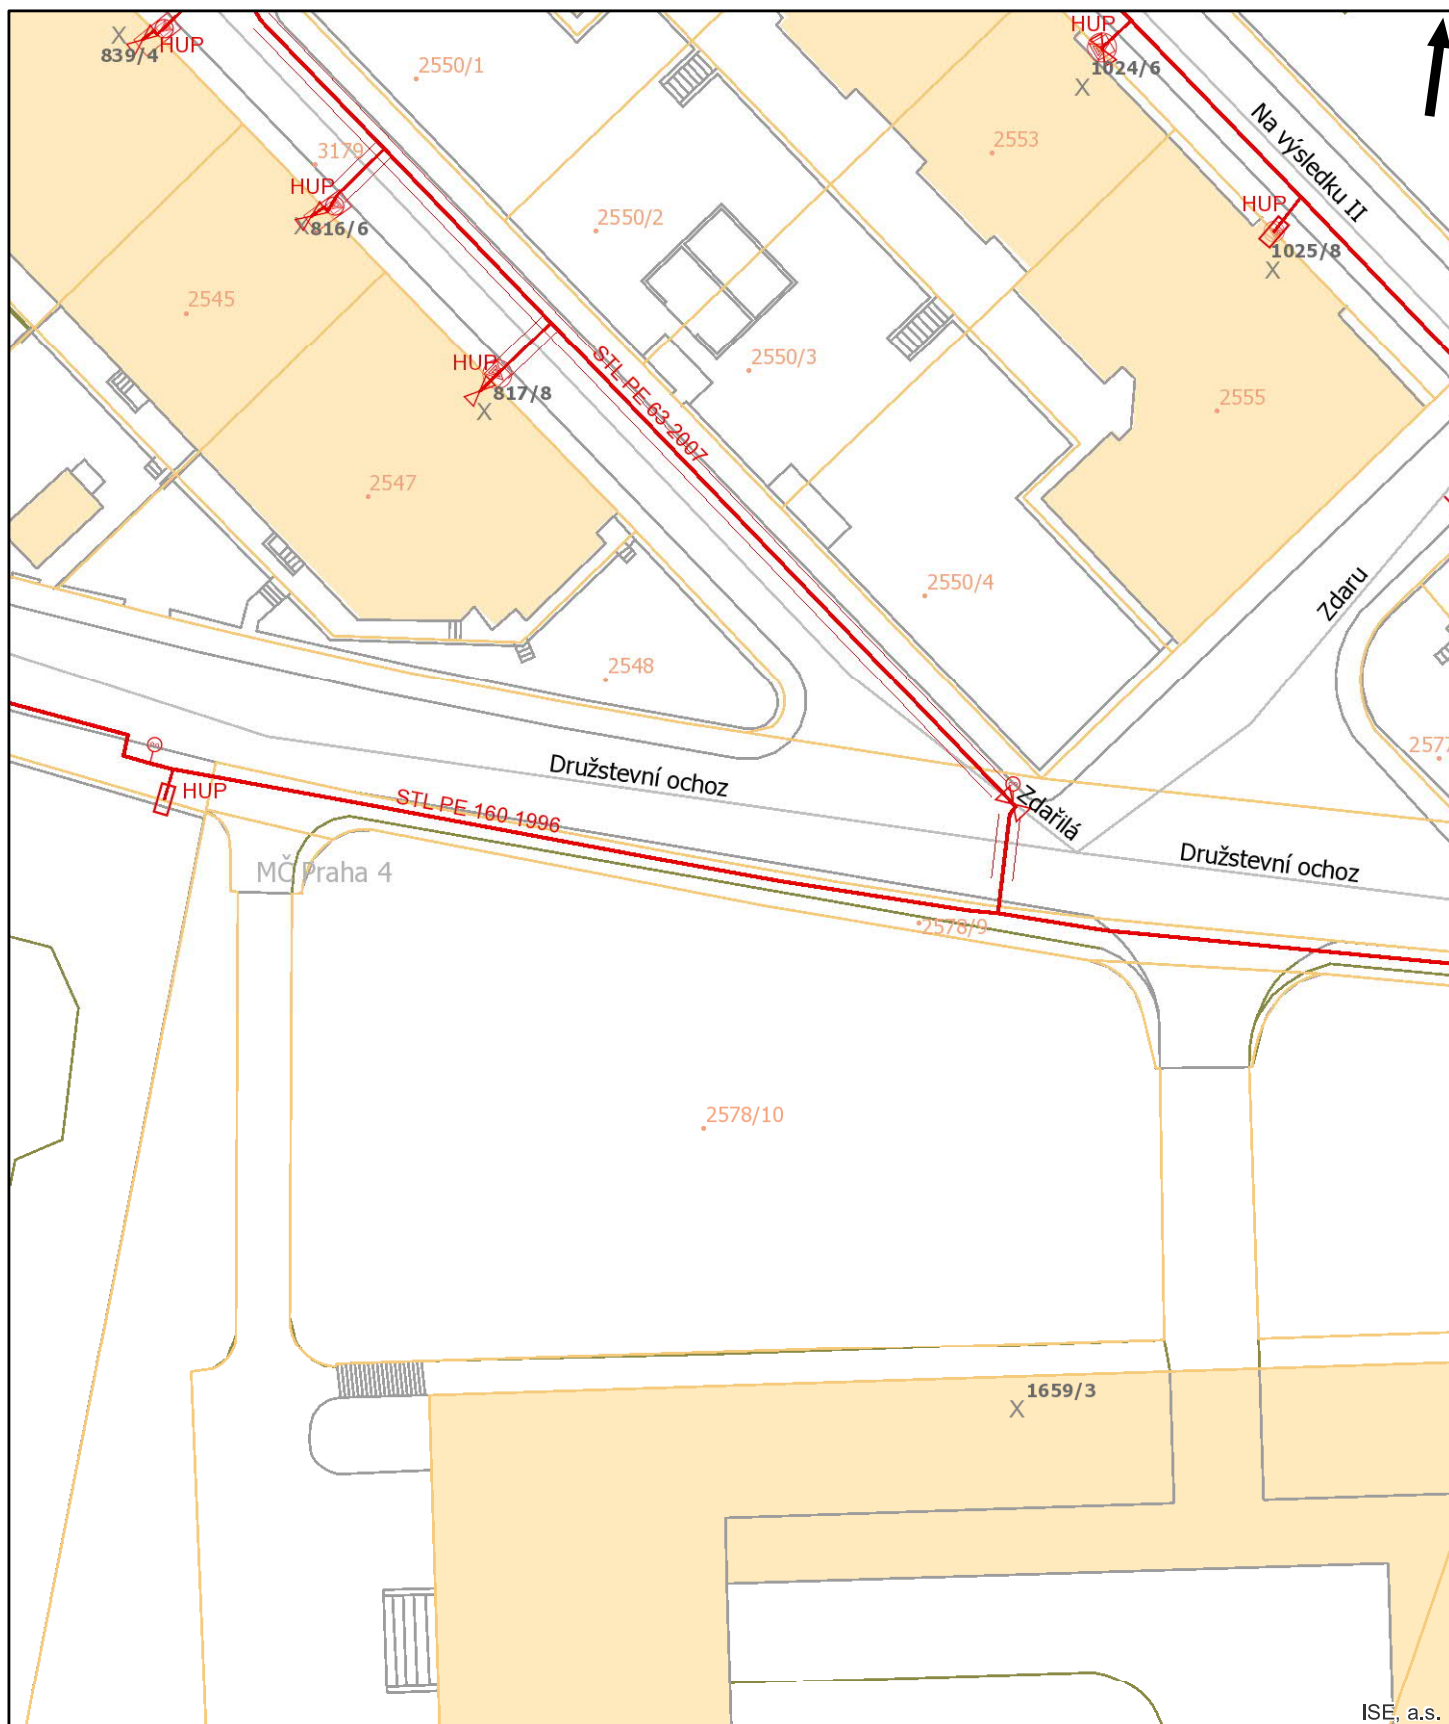 HUP
839/4
2550/1
HUP
1024/6
Na výsledku II
2553
3179
HUP
816/6
2550/2
HUP
1025/8
2545
HUP
817/8
STL PE 63 2007
2550/3
2555
2547
2550/4
Zdaru
2548
2577
Družstevní ochoz
HUP
STL PE 160 1996
Zdařilá
Družstevní ochoz
MČ Praha 4
2578/9
2578/10
1659/3
ISE, a.s.